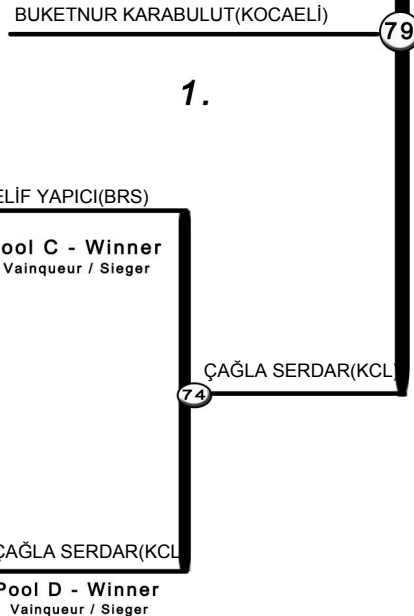 BUKETNUR KARABULUT(KOCAELİ)
79
1.
ELİF YAPICI(BRS)
ool C - Winner
Vainqueur / Sieger
ÇAĞLA SERDAR(KCL)
74
ÇAĞLA SERDAR(KCL
Pool D - Winner
Vainqueur / Sieger